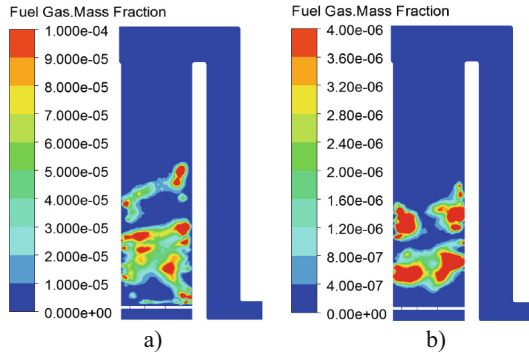 Fuel Gas.Mass Fraction
1.000e-04
9.000e-05
8.000e-05
7.000e-05
6.000e-05
5.000e-05
4.000e-05
3.000e-05
2.000e-05
1.000e-05
0.000e+00
a)
Fuel Gas.Mass Fraction
4.00e-06
3.60e-06
3.20e-06
2.80e-06
2.40e-06
2.00e-06
1.60e-06
1.20e-06
8.00e-07
4.00e-07
0.00e+00
b)